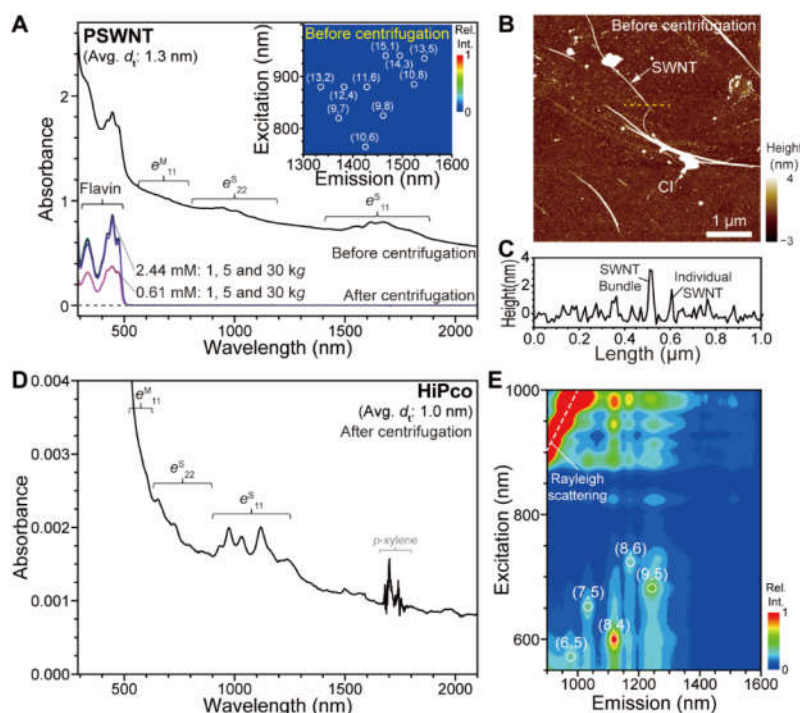 A
PSWNT
(Avg. dₜ: 1.3 nm)
Before centrifugation
Rel.
Int.
1
0
(15,1)
(13,5)
(14,3)
(13,2)
(11,6)
(10,8)
(12,4)
(9,7)
(9,8)
(10,6)
900
800
Excitation (nm)
1300 1400 1500 1600
Emission (nm)
Flavin
eᴹ₁₁
eˢ₂₂
eˢ₁₁
Before centrifugation
2.44 mM: 1, 5 and 30 kg
0.61 mM: 1, 5 and 30 kg
After centrifugation
2
1
0
Absorbance
500 1000 1500 2000
Wavelength (nm)
B
Before centrifugation
SWNT
CI
1 µm
Height
(nm)
4
−3
C
Height(nm)
4
2
0
SWNT
Bundle
Individual
SWNT
0.0 0.2 0.4 0.6 0.8 1.0
Length (µm)
D
HiPco
(Avg. dₜ: 1.0 nm)
After centrifugation
eᴹ₁₁
eˢ₂₂
eˢ₁₁
p-xylene
0.004
0.003
0.002
0.001
0.000
Absorbance
500 1000 1500 2000
Wavelength (nm)
E
1000
900
800
700
600
Excitation (nm)
Rayleigh
scattering
(8,6)
(7,5)
(9,5)
(8,4)
(6,5)
Rel.
Int.
1
0
1000 1200 1400 1600
Emission (nm)